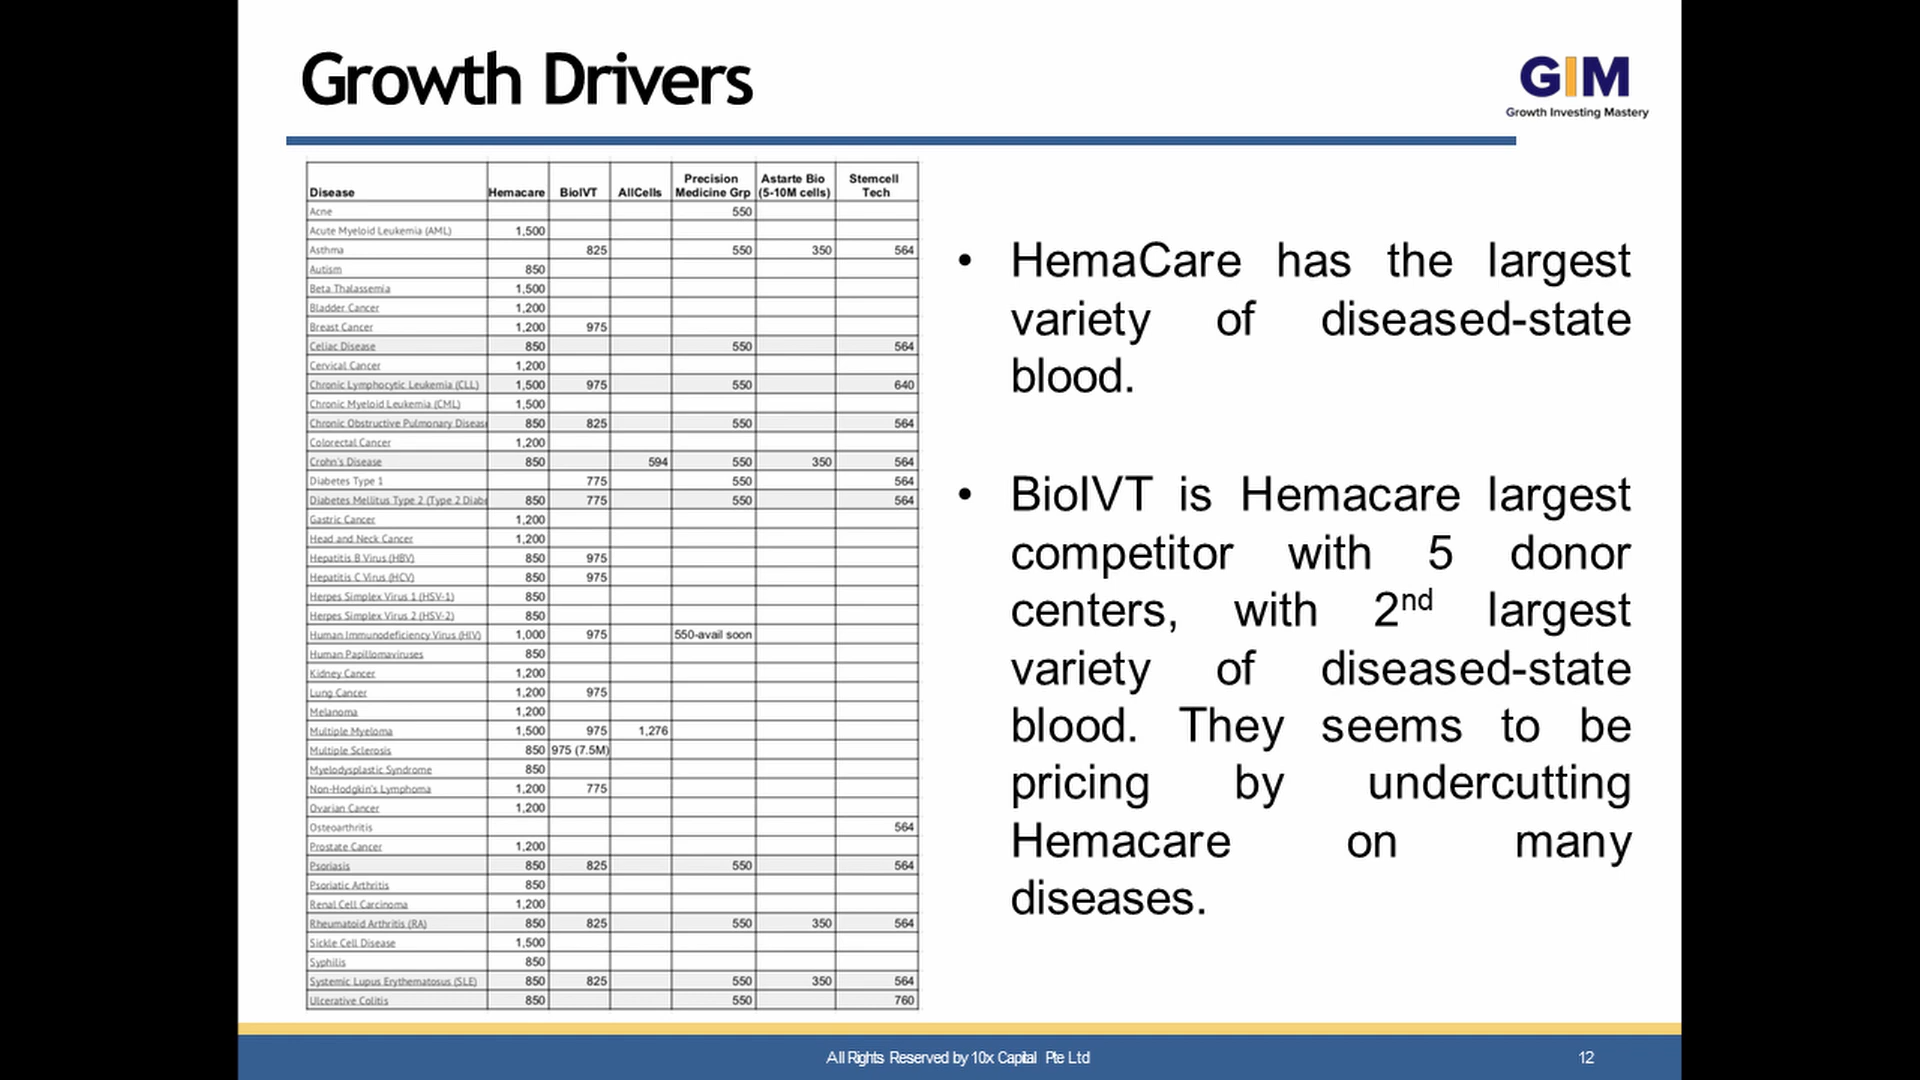 Growth Drivers
GIM
Growth Investing Mastery
Disease Hemacare BioIVT AllCells Precision Medicine Grp Astarte Bio (5-10M cells) Stemcell Tech
Acne 550
Acute Myeloid Leukemia (AML) 1,500
Asthma 825 550 350 564
Autism 850
Beta Thalassemia 1,500
Bladder Cancer 1,200
Breast Cancer 1,200 975
Celiac Disease 850 550 564
Cervical Cancer 1,200
Chronic Lymphocytic Leukemia (CLL) 1,500 975 550 640
Chronic Myeloid Leukemia (CML) 1,500
Chronic Obstructive Pulmonary Diseas 850 825 550 564
Colorectal Cancer 1,200
Crohn's Disease 850 594 550 350 564
Diabetes Type 1 775 550 564
Diabetes Mellitus Type 2 (Type 2 Diabe 850 775 550 564
Gastric Cancer 1,200
Head and Neck Cancer 1,200
Hepatitis B Virus (HBV) 850 975
Hepatitis C Virus (HCV) 850 975
Herpes Simplex Virus 1 (HSV-1) 850
Herpes Simplex Virus 2 (HSV-2) 850
Human Immunodeficiency Virus (HIV) 1,000 975 550-avail soon
Human Papillomaviruses 850
Kidney Cancer 1,200
Lung Cancer 1,200 975
Melanoma 1,200
Multiple Myeloma 1,500 975 1,276
Multiple Sclerosis 850 975 (7.5M)
Myelodysplastic Syndrome 850
Non-Hodgkin's Lymphoma 1,200 775
Ovarian Cancer 1,200
Osteoarthritis 564
Prostate Cancer 1,200
Psoriasis 850 825 550 564
Psoriatic Arthritis 850
Renal Cell Carcinoma 1,200
Rheumatoid Arthritis (RA) 850 825 550 350 564
Sickle Cell Disease 1,500
Syphilis 850
Systemic Lupus Erythematosus (SLE) 850 825 550 350 564
Ulcerative Colitis 850 550 760
• HemaCare has the largest
variety of diseased-state
blood.
• BioIVT is Hemacare largest
competitor with 5 donor
centers, with 2nd largest
variety of diseased-state
blood. They seems to be
pricing by undercutting
Hemacare on many
diseases.
All Rights Reserved by 10x Capital Pte Ltd
12